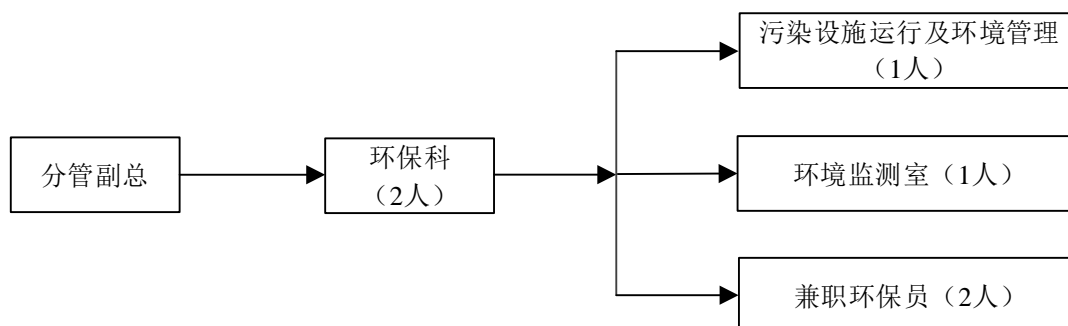 污染设施运行及环境管理
（1人）
分管副总
环保科
（2人）
环境监测室（1人）
兼职环保员（2人）